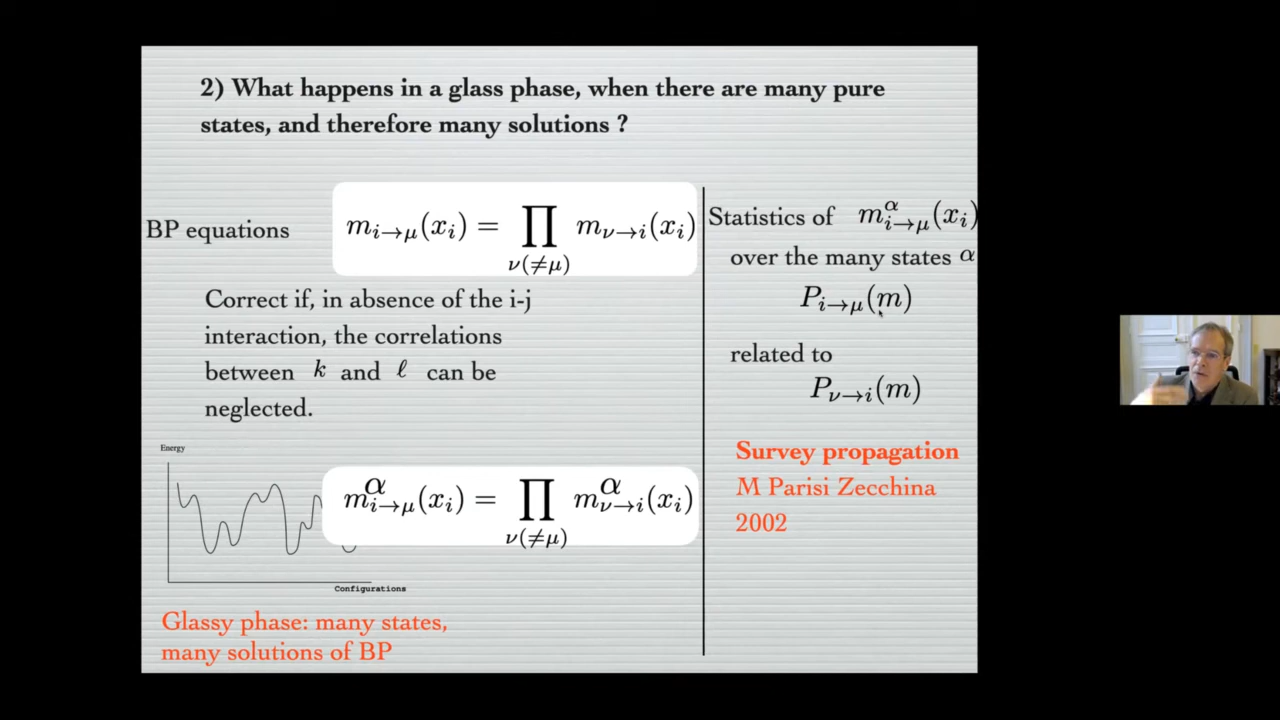 2) What happens in a glass phase, when there are many pure
states, and therefore many solutions ?
BP equations
m_{i→μ}(x_i) = ∏_{ν(≠μ)} m_{ν→i}(x_i)
Correct if, in absence of the i-j
interaction, the correlations
between k and ℓ can be
neglected.
Energy
m^α_{i→μ}(x_i) = ∏_{ν(≠μ)} m^α_{ν→i}(x_i)
Configurations
Glassy phase: many states,
many solutions of BP
Statistics of m^α_{i→μ}(x_i)
over the many states α
P_{i→μ}(m)
related to
P_{ν→i}(m)
Survey propagation
M Parisi Zecchina
2002